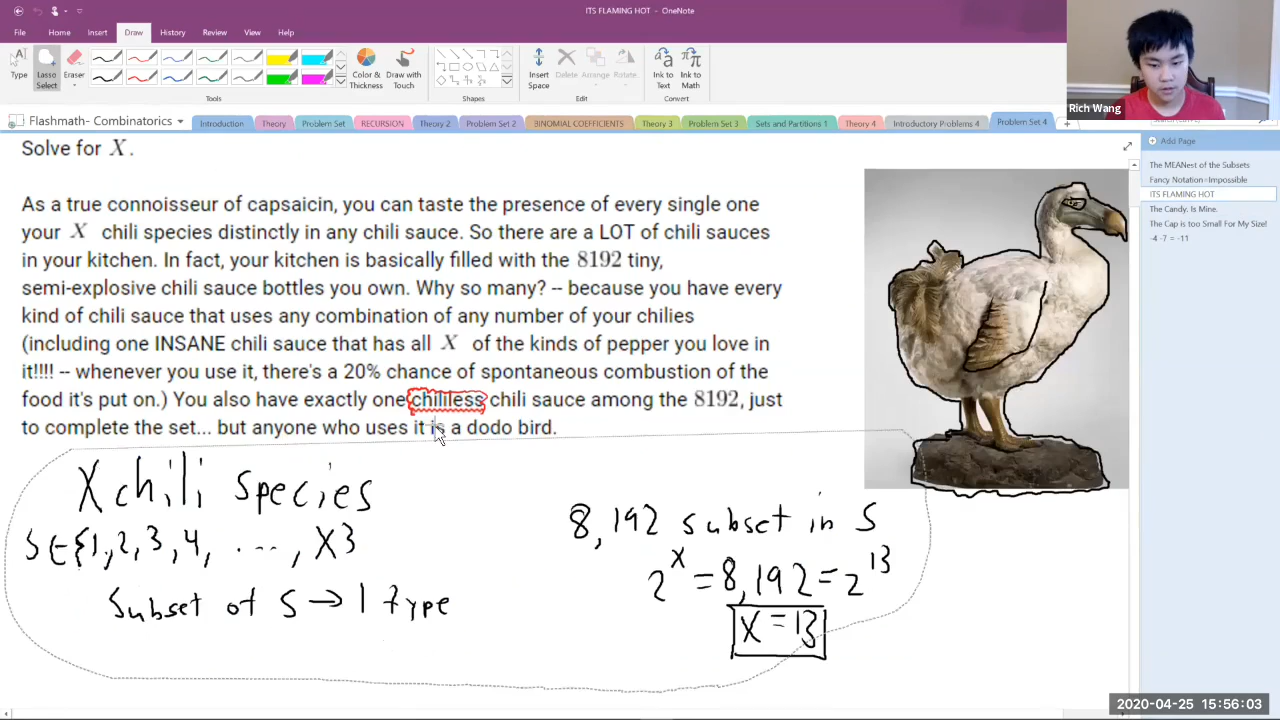 ITS FLAMING HOT - OneNote
File Home Insert Draw History Review View Help
Type Lasso Select Eraser Color & Thickness Draw with Touch Insert Space Delete Arrange Rotate Ink to Text Ink to Math
Tools Shapes Edit Convert
Rich Wang
Flashmath- Combinatorics Introduction Theory Problem Set RECURSION Theory 2 Problem Set 2 BINOMIAL COEFFICIENTS Theory 3 Problem Set 3 Sets and Partitions 1 Theory 4 Introductory Problems 4 Problem Set 4
Add Page
The MEANest of the Subsets
Fancy Notation=Impossible
ITS FLAMING HOT
The Candy. Is Mine.
The Cap is too Small For My Size!
-4 -7 = -11
Solve for X.
As a true connoisseur of capsaicin, you can taste the presence of every single one
your X chili species distinctly in any chili sauce. So there are a LOT of chili sauces
in your kitchen. In fact, your kitchen is basically filled with the 8192 tiny,
semi-explosive chili sauce bottles you own. Why so many? -- because you have every
kind of chili sauce that uses any combination of any number of your chilies
(including one INSANE chili sauce that has all X of the kinds of pepper you love in
it!!!! -- whenever you use it, there's a 20% chance of spontaneous combustion of the
food it's put on.) You also have exactly one chililess chili sauce among the 8192, just
to complete the set... but anyone who uses it is a dodo bird.
X chili species
S ∈ {1, 2, 3, 4, ..., X}
Subset of S → 1 type
8,192 subset in S
2^X = 8,192 = 2^13
X = 13
2020-04-25 15:56:03